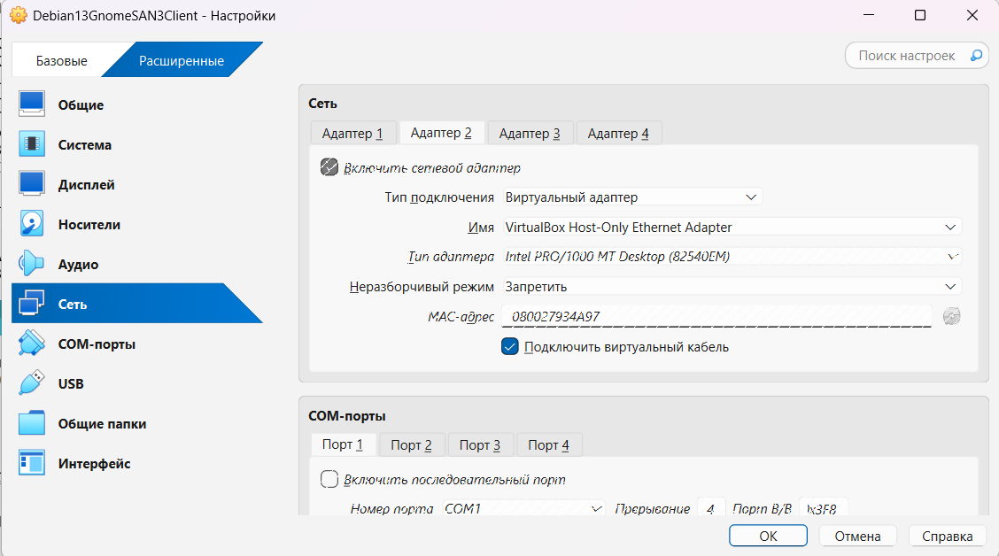 Debian13GnomeSAN3Client - Настройки
Базовые
Расширенные
Поиск настроек
Общие
Система
Дисплей
Носители
Аудио
Сеть
COM-порты
USB
Общие папки
Интерфейс
Сеть
Адаптер 1
Адаптер 2
Адаптер 3
Адаптер 4
Включить сетевой адаптер
Тип подключения Виртуальный адаптер
Имя VirtualBox Host-Only Ethernet Adapter
Тип адаптера Intel PRO/1000 MT Desktop (82540EM)
Неразборчивый режим Запретить
MAC-адрес 080027934A97
Подключить виртуальный кабель
COM-порты
Порт 1
Порт 2
Порт 3
Порт 4
Включить последовательный порт
Номер порта COM1 Прерывание 4 Порт В/В 0x3F8
OK
Отмена
Справка